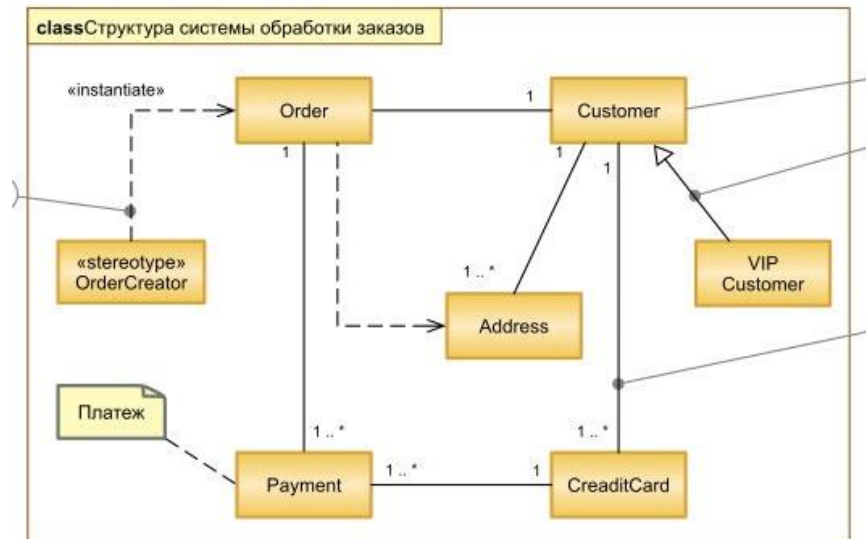 classСтруктура системы обработки заказов
«instantiate»
Order
1
Customer
1
1
1
«stereotype»
OrderCreator
VIP
Customer
1 .. *
Address
Платеж
1 .. *
1 .. *
Payment
1 .. *
1
CreaditCard